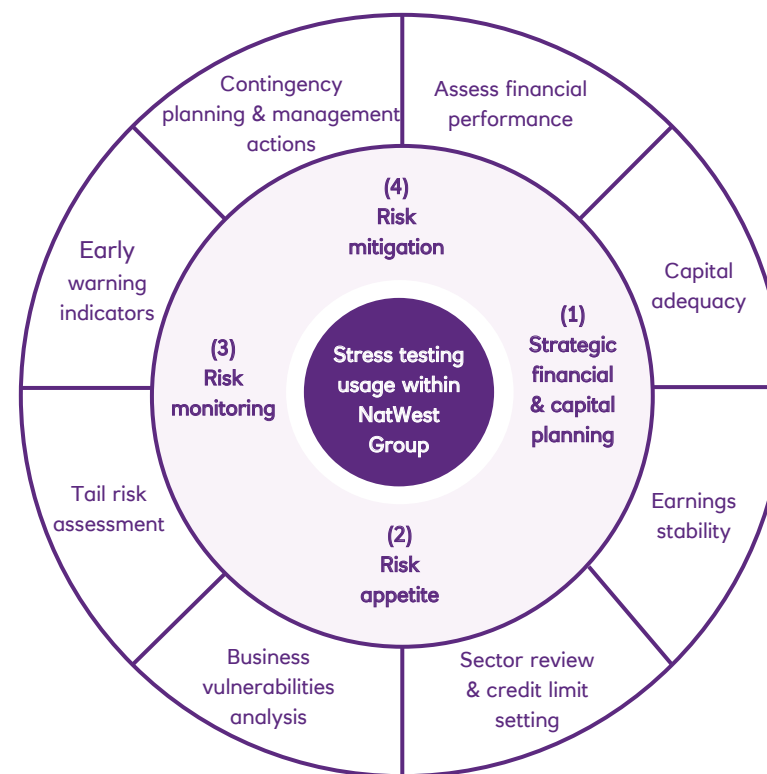 Contingency
planning & management
actions
Assess financial
performance
Capital
adequacy
Earnings
stability
Sector review
& credit limit
setting
Business
vulnerabilities
analysis
Tail risk
assessment
Early
warning
indicators
(4)
Risk
mitigation
(1)
Strategic
financial
& capital
planning
(2)
Risk
appetite
(3)
Risk
monitoring
Stress testing
usage within
NatWest
Group